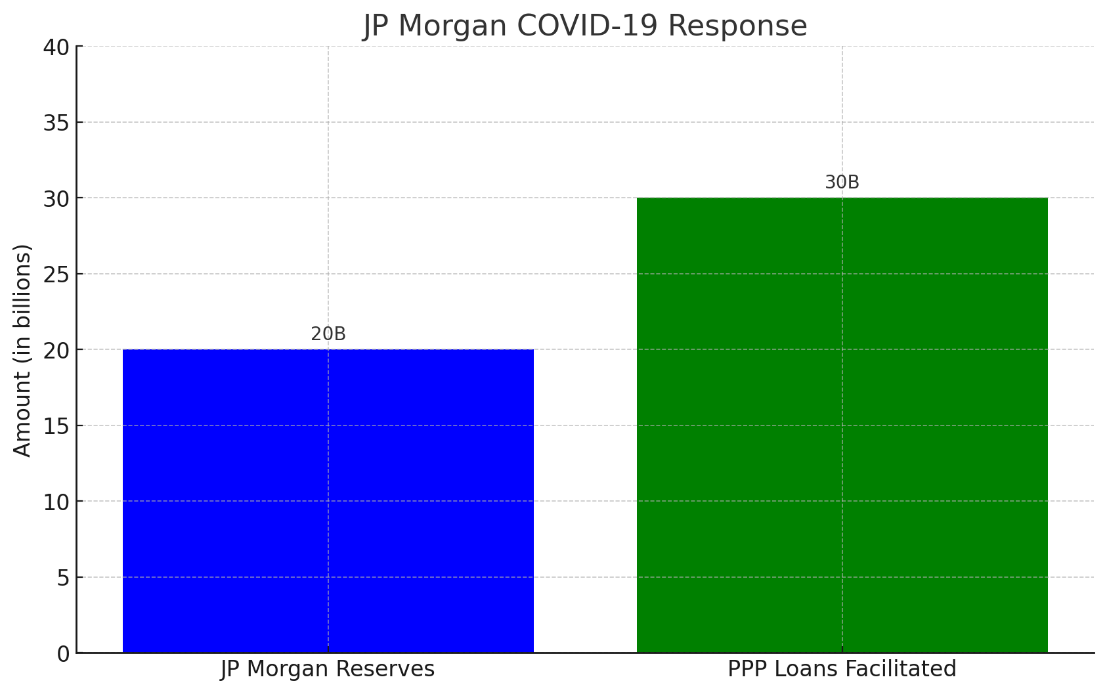 JP Morgan COVID-19 Response
Amount (in billions)
40
35
30
25
20
15
10
5
0
20B
30B
JP Morgan Reserves
PPP Loans Facilitated